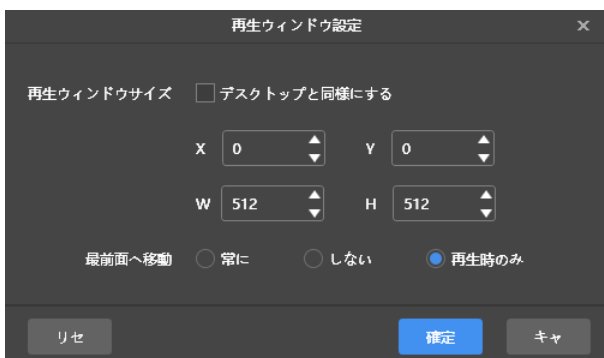 再生ウィンドウ設定 ×
再生ウィンドウサイズ デスクトップと同様にする
X 0 Y 0
W 512 H 512
最前面へ移動 常に しない 再生時のみ
リセ 確定 キャ